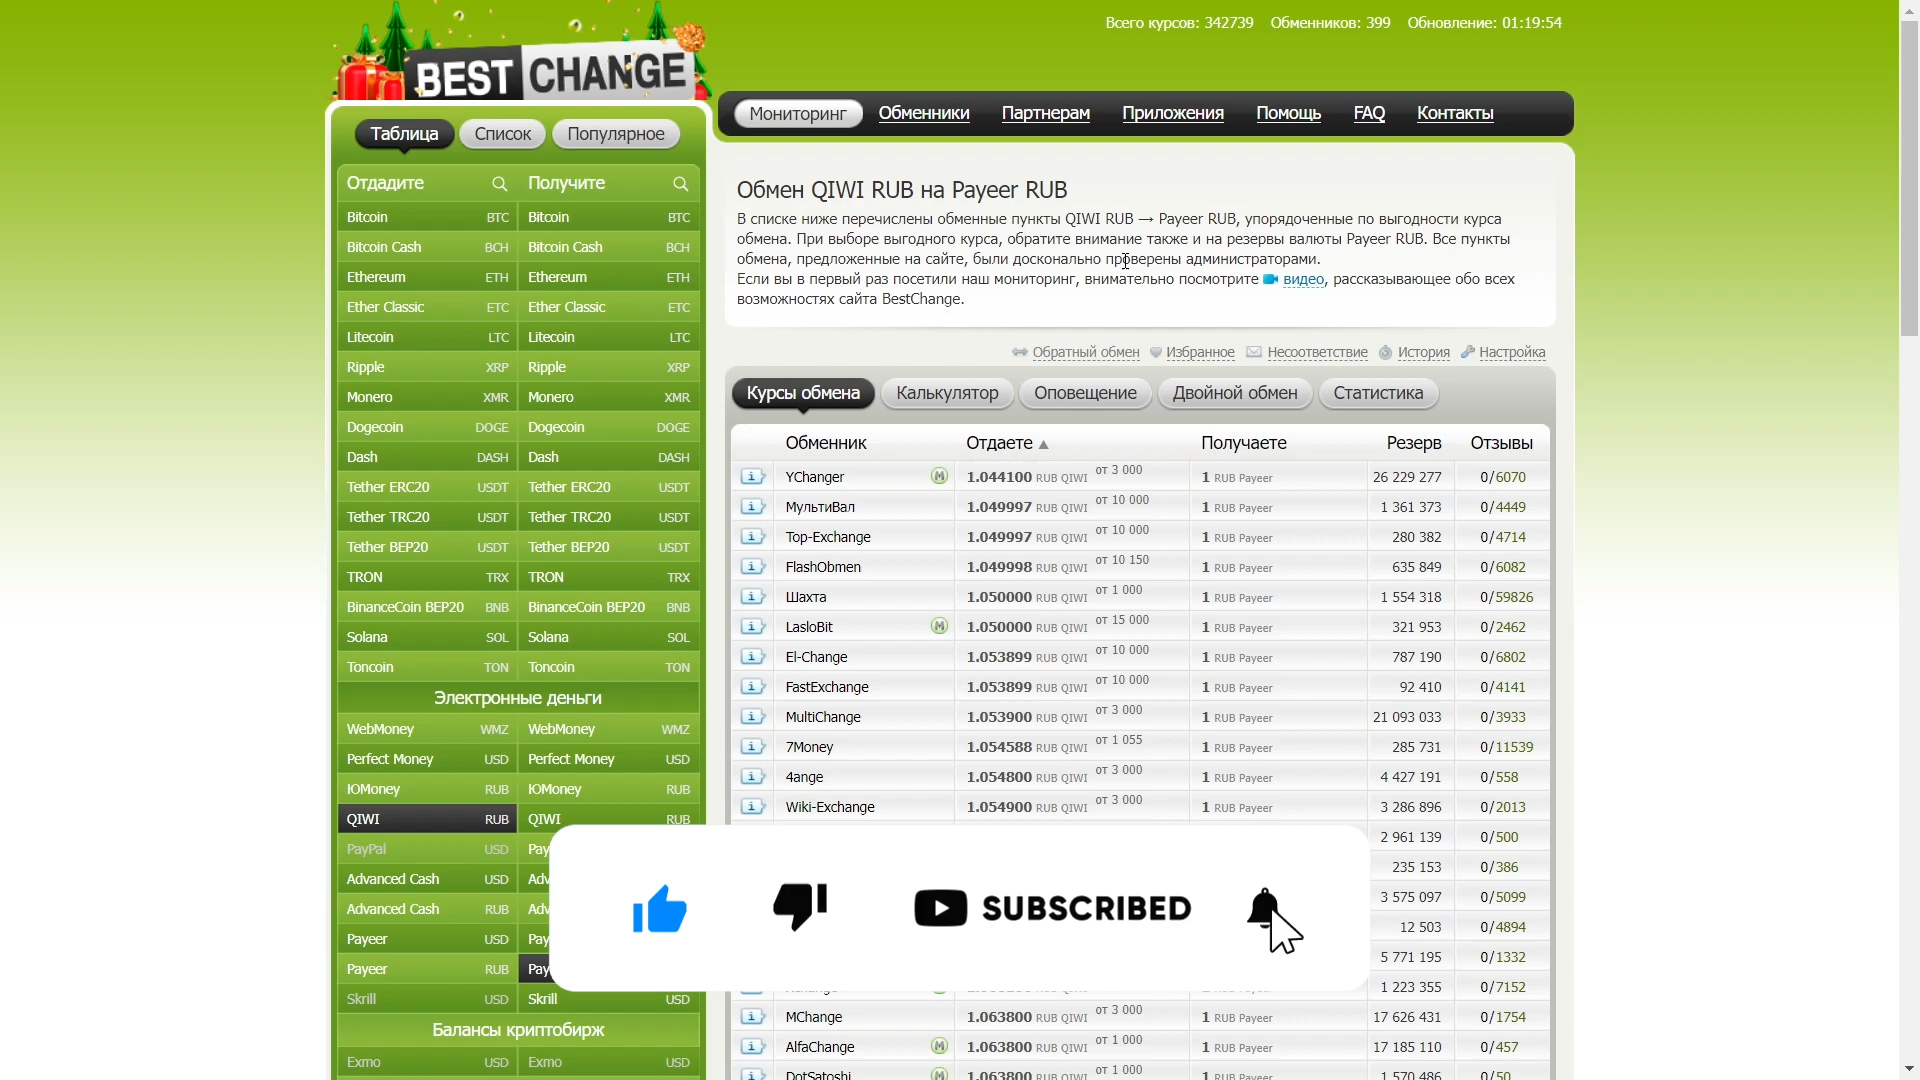 BEST CHANGE
Всего курсов: 342739 Обменников: 399 Обновление: 01:19:54
Мониторинг Обменники Партнерам Приложения Помощь FAQ Контакты
Таблица Список Популярное
Отдадите Получите
Bitcoin BTC Bitcoin BTC
Bitcoin Cash BCH Bitcoin Cash BCH
Ethereum ETH Ethereum ETH
Ether Classic ETC Ether Classic ETC
Litecoin LTC Litecoin LTC
Ripple XRP Ripple XRP
Monero XMR Monero XMR
Dogecoin DOGE Dogecoin DOGE
Dash DASH Dash DASH
Tether ERC20 USDT Tether ERC20 USDT
Tether TRC20 USDT Tether TRC20 USDT
Tether BEP20 USDT Tether BEP20 USDT
TRON TRX TRON TRX
BinanceCoin BEP20 BNB BinanceCoin BEP20 BNB
Solana SOL Solana SOL
Toncoin TON Toncoin TON
Электронные деньги
WebMoney WMZ WebMoney WMZ
Perfect Money USD Perfect Money USD
ЮMoney RUB ЮMoney RUB
QIWI RUB QIWI RUB
PayPal USD
Advanced Cash USD
Advanced Cash RUB
Payeer USD
Payeer RUB
Skrill USD Skrill USD
Балансы криптобирж
Exmo USD Exmo USD
Обмен QIWI RUB на Payeer RUB
В списке ниже перечислены обменные пункты QIWI RUB → Payeer RUB, упорядоченные по выгодности курса
обмена. При выборе выгодного курса, обратите внимание также и на резервы валюты Payeer RUB. Все пункты
обмена, предложенные на сайте, были досконально проверены администраторами.
Если вы в первый раз посетили наш мониторинг, внимательно посмотрите видео, рассказывающее обо всех
возможностях сайта BestChange.
Обратный обмен Избранное Несоответствие История Настройка
Курсы обмена Калькулятор Оповещение Двойной обмен Статистика
Обменник Отдаете ▲ Получаете Резерв Отзывы
YChanger M 1.044100 RUB QIWI от 3 000 1 RUB Payeer 26 229 277 0/6070
МультиВал 1.049997 RUB QIWI от 10 000 1 RUB Payeer 1 361 373 0/4449
Top-Exchange 1.049997 RUB QIWI от 10 000 1 RUB Payeer 280 382 0/4714
FlashObmen 1.049998 RUB QIWI от 10 150 1 RUB Payeer 635 849 0/6082
Шахта 1.050000 RUB QIWI от 1 000 1 RUB Payeer 1 554 318 0/59826
LasloBit M 1.050000 RUB QIWI от 15 000 1 RUB Payeer 321 953 0/2462
El-Change 1.053899 RUB QIWI от 10 000 1 RUB Payeer 787 190 0/6802
FastExchange 1.053899 RUB QIWI от 10 000 1 RUB Payeer 92 410 0/4141
MultiChange 1.053900 RUB QIWI от 3 000 1 RUB Payeer 21 093 033 0/3933
7Money 1.054588 RUB QIWI от 1 055 1 RUB Payeer 285 731 0/11539
4ange 1.054800 RUB QIWI от 3 000 1 RUB Payeer 4 427 191 0/558
Wiki-Exchange 1.054900 RUB QIWI от 3 000 1 RUB Payeer 3 286 896 0/2013
2 961 139 0/500
235 153 0/386
3 575 097 0/5099
12 503 0/4894
5 771 195 0/1332
1 223 355 0/7152
MChange 1.063800 RUB QIWI от 3 000 1 RUB Payeer 17 626 431 0/1754
AlfaChange M 1.063800 RUB QIWI от 1 000 1 RUB Payeer 17 185 110 0/457
DotSatoshi M 1.063800 RUB QIWI от 1 000 1 RUB Payeer 1 570 486 0/50
SUBSCRIBED